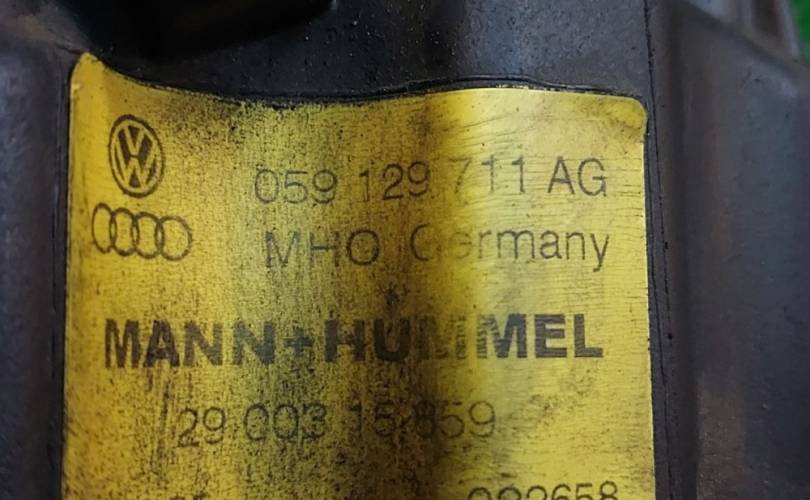 059 129 711 AG
MHO Germany
MANN+HUMMEL
29 003 15 859